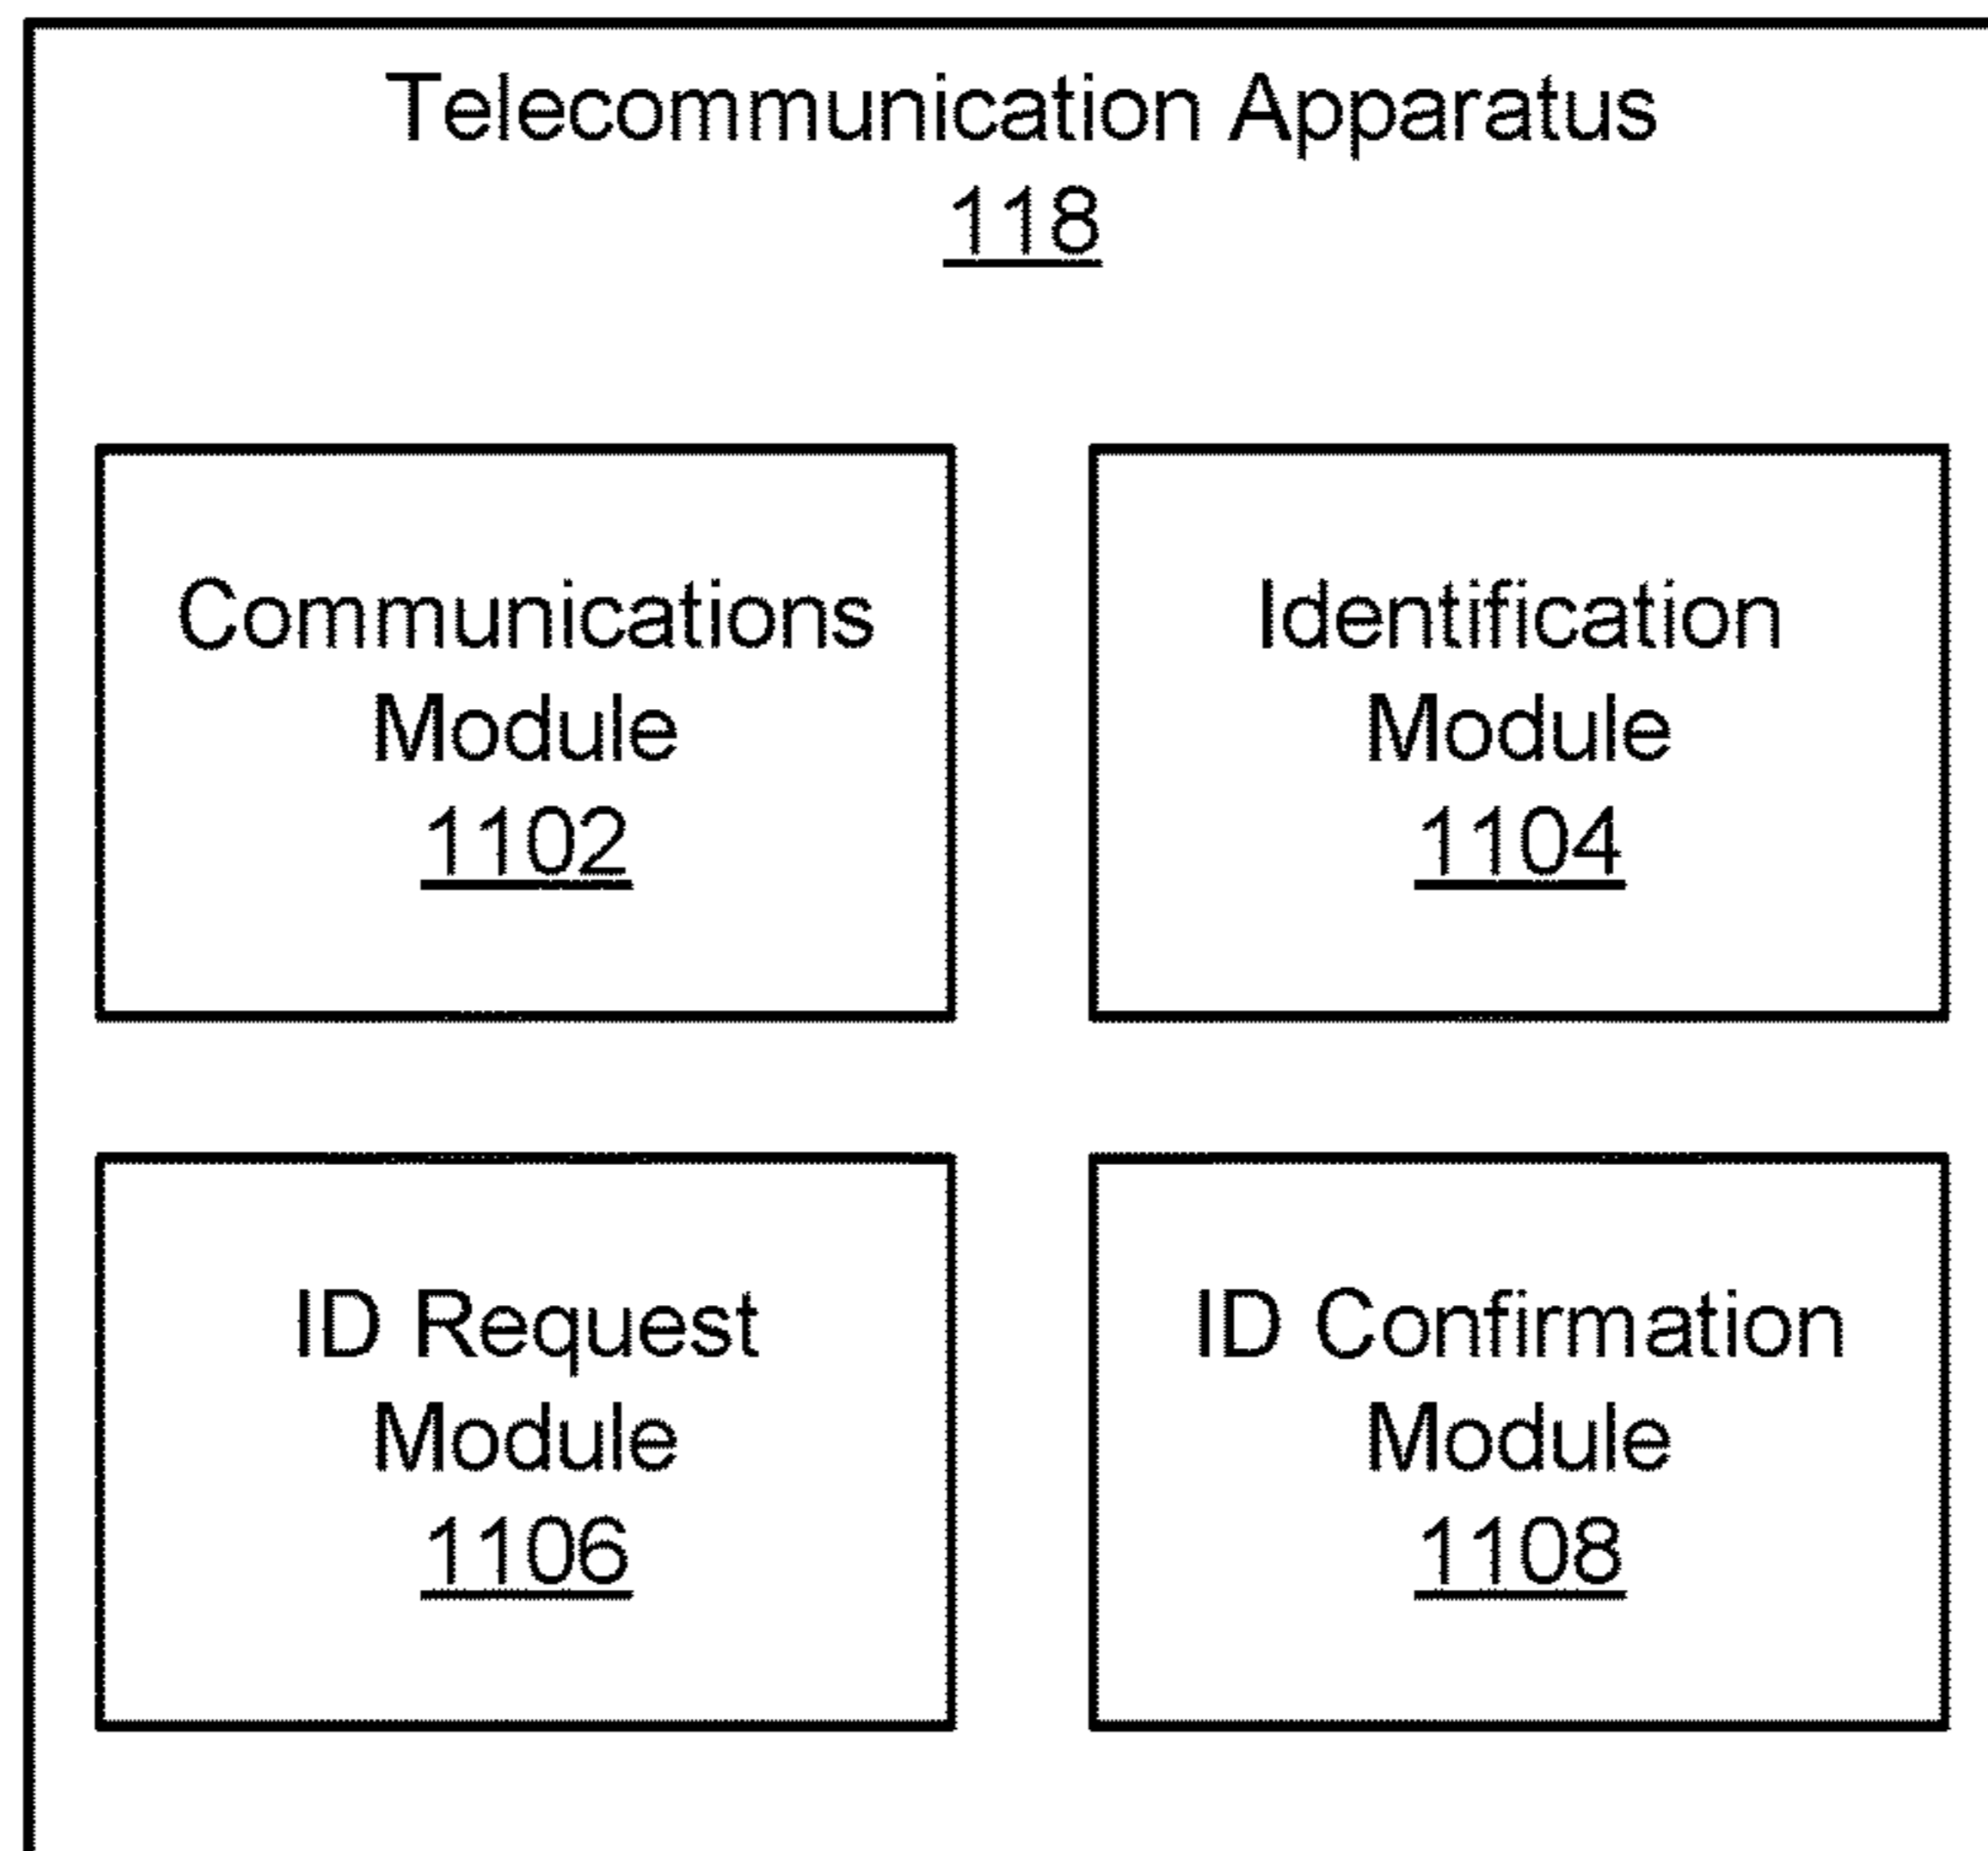 Telecommunication Apparatus
118
Communications
Module
1102
Identification
Module
1104
ID Request
Module
1106
ID Confirmation
Module
1108